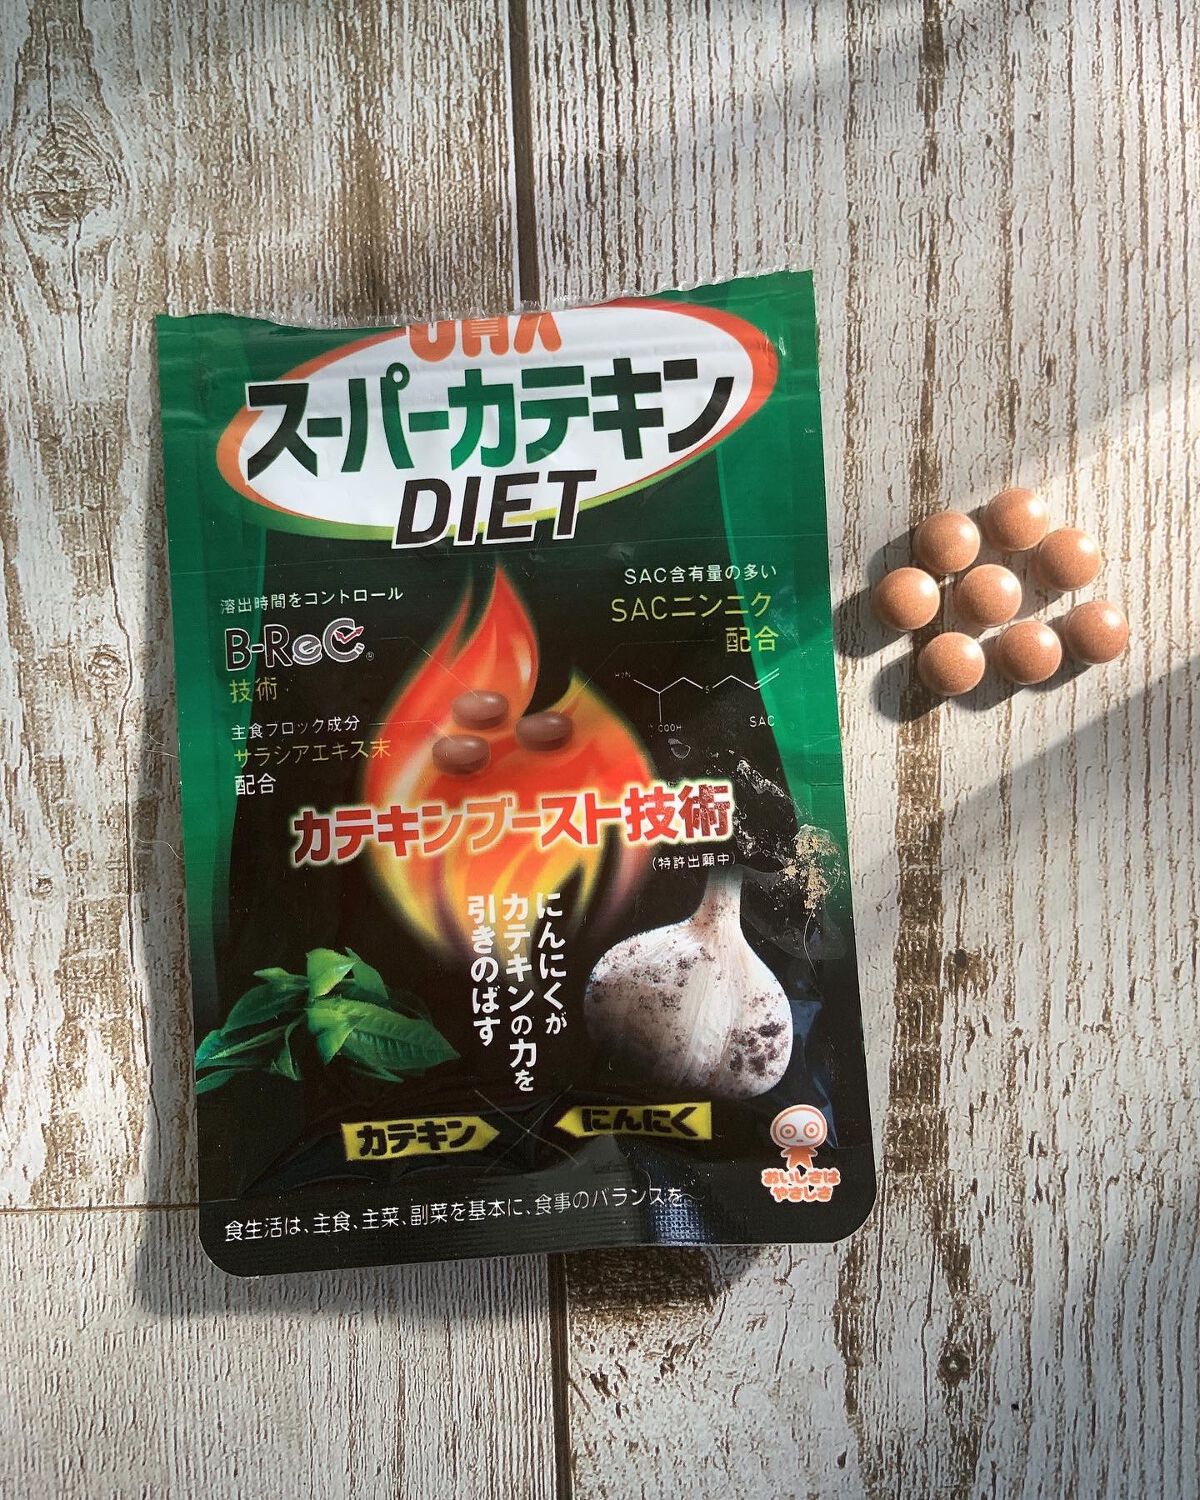 UHA
スーパーカテキン
DIET
溶出時間をコントロール
B-ReC®
技術
主食ブロック成分
サラシアエキス末
配合
SAC含有量の多い
SACニンニク
配合
H₂N
S
COOH
SAC
カテキンブースト技術
(特許出願中)
にんにくが
カテキンの力を
引きのばす
カテキン
にんにく
おいしさは
やさしさ
食生活は、主食、主菜、副菜を基本に、食事のバランスを。